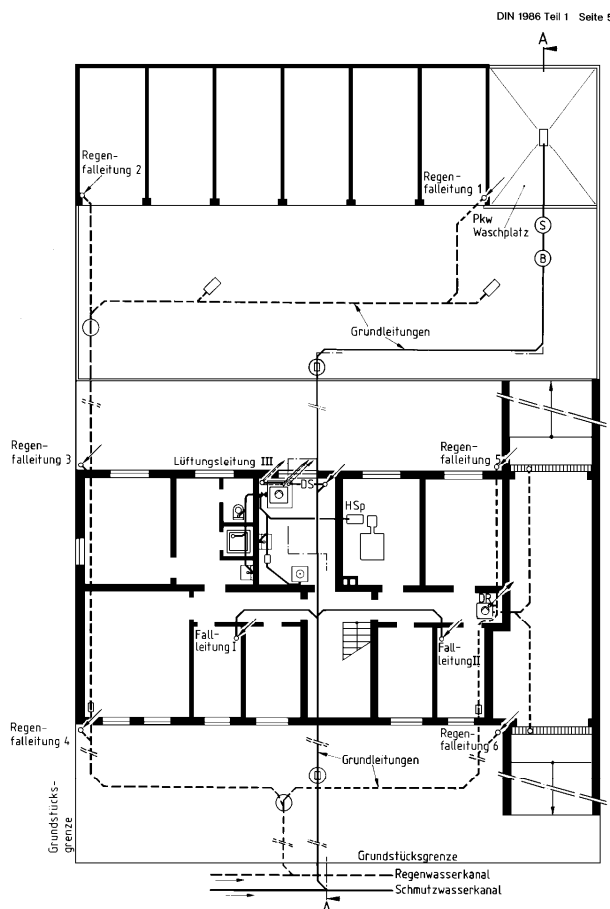 DIN 1986 Teil 1 Seite 5
A
Regen-
falleitung 2
Regen-
falleitung 1
Pkw
Waschplatz
S
B
Grundleitungen
Regen-
falleitung 3
Lüftungsleitung III
Regen-
falleitung 5
DS
HSp
DR
Fall-
leitung I
Fall-
leitung II
Regen-
falleitung 4
Regen-
falleitung 6
Grundleitungen
Grundstücks-
grenze
Grundstücksgrenze
Regenwasserkanal
Schmutzwasserkanal
A